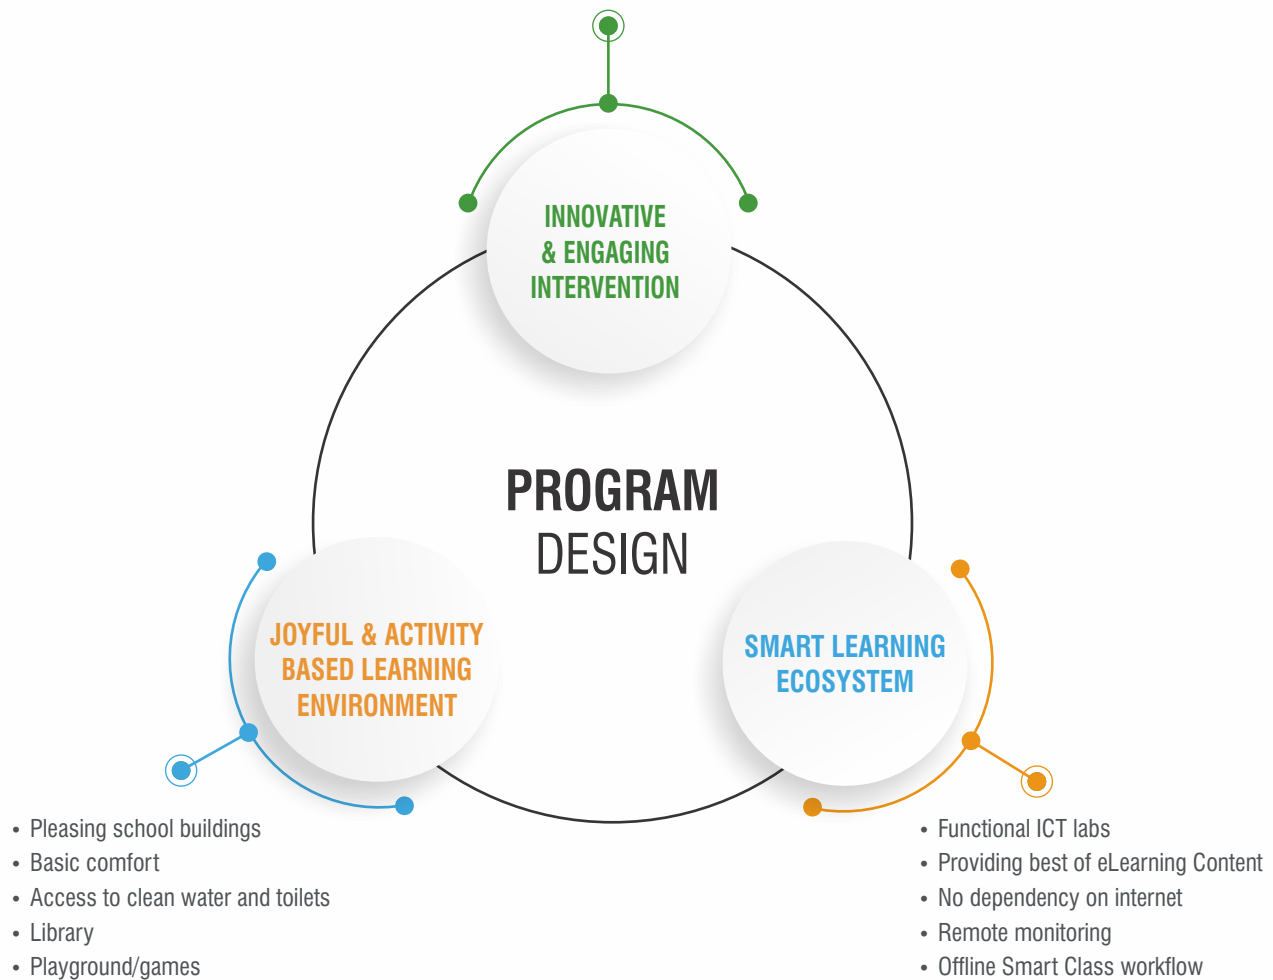 INNOVATIVE
& ENGAGING
INTERVENTION
PROGRAM
DESIGN
JOYFUL & ACTIVITY
BASED LEARNING
ENVIRONMENT
SMART LEARNING
ECOSYSTEM
• Pleasing school buildings
• Basic comfort
• Access to clean water and toilets
• Library
• Playground/games
• Functional ICT labs
• Providing best of eLearning Content
• No dependency on internet
• Remote monitoring
• Offline Smart Class workflow